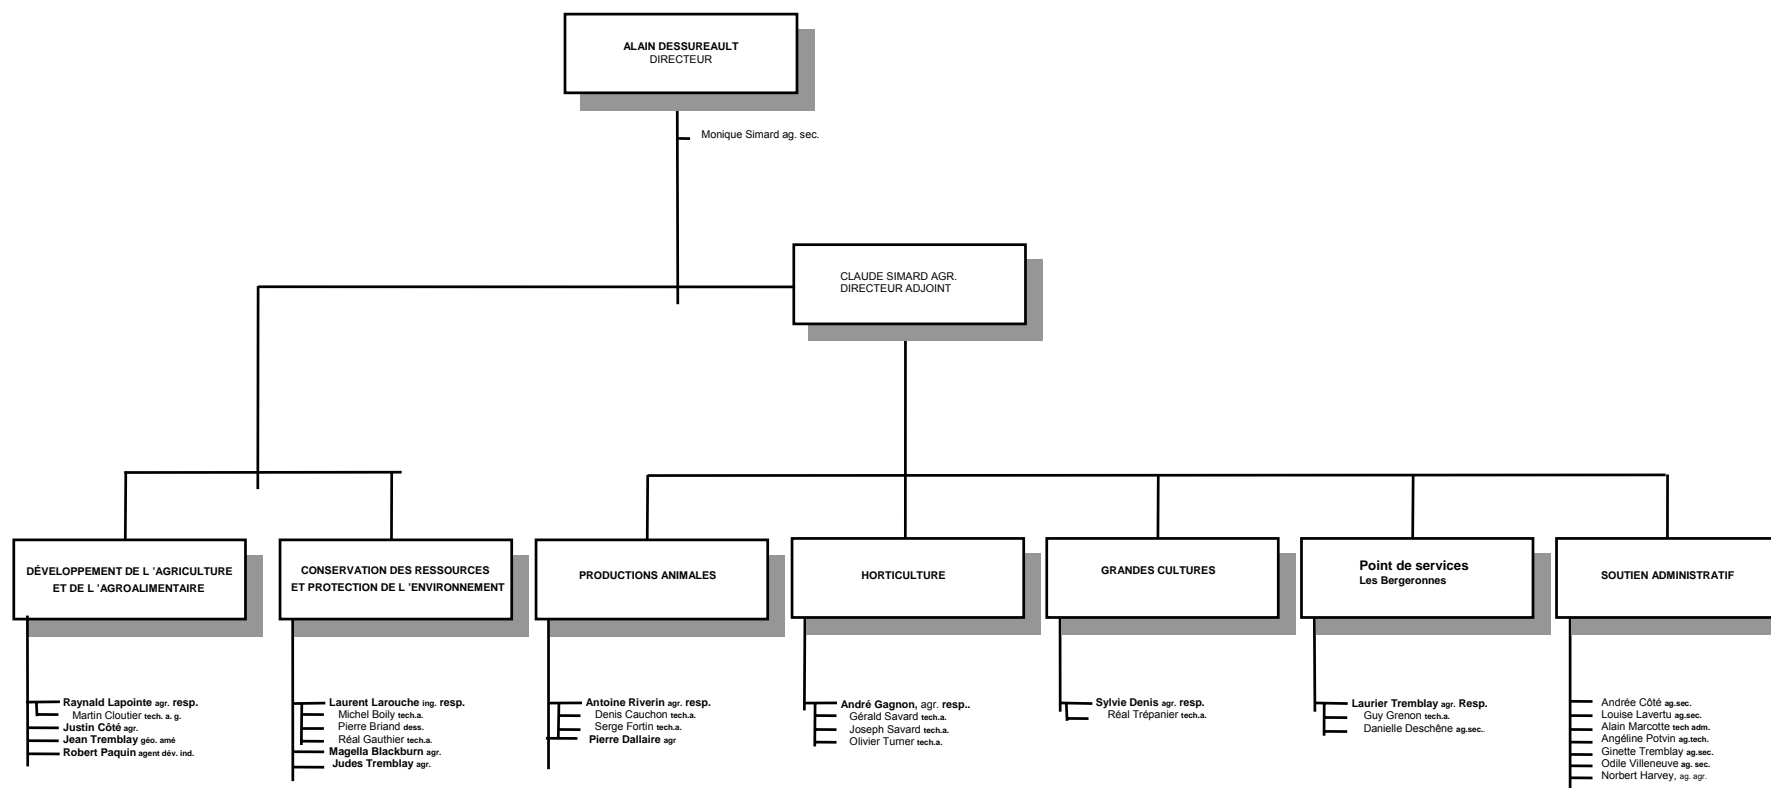 ALAIN DESSUREAULT
DIRECTEUR
Monique Simard ag. sec.
CLAUDE SIMARD AGR.
DIRECTEUR ADJOINT
DÉVELOPPEMENT DE L 'AGRICULTURE
ET DE L 'AGROALIMENTAIRE
Raynald Lapointe agr. resp.
Martin Cloutier tech. a. g.
Justin Côté agr.
Jean Tremblay géo. amé
Robert Paquin agent dév. ind.
CONSERVATION DES RESSOURCES
ET PROTECTION DE L 'ENVIRONNEMENT
Laurent Larouche ing. resp.
Michel Boily tech.a.
Pierre Briand dess.
Réal Gauthier tech.a.
Magella Blackburn agr.
Judes Tremblay agr.
PRODUCTIONS ANIMALES
Antoine Riverin agr. resp.
Denis Cauchon tech.a.
Serge Fortin tech.a.
Pierre Dallaire agr
HORTICULTURE
André Gagnon, agr. resp..
Gérald Savard tech.a.
Joseph Savard tech.a.
Olivier Turner tech.a.
GRANDES CULTURES
Sylvie Denis agr. resp
Réal Trépanier tech.a.
Point de services
Les Bergeronnes
Laurier Tremblay agr. Resp.
Guy Grenon tech.a.
Danielle Deschêne ag.sec.
SOUTIEN ADMINISTRATIF
Andrée Côté ag.sec.
Louise Lavertu ag.sec.
Alain Marcotte tech adm.
Angéline Potvin ag.tech.
Ginette Tremblay ag.sec.
Odile Villeneuve ag. sec.
Norbert Harvey, ag. agr.